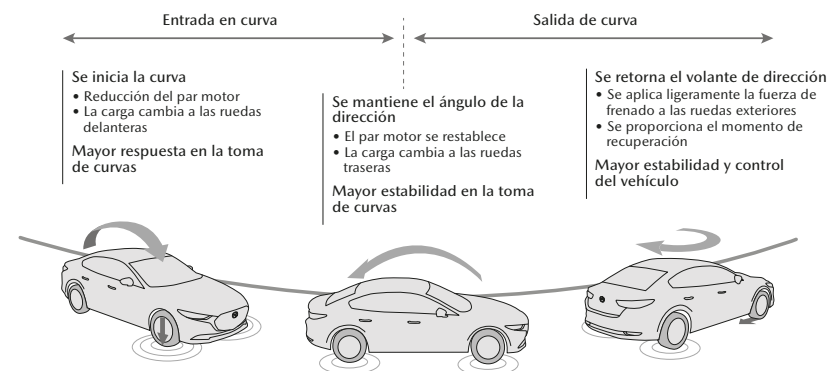 Entrada en curva
Salida de curva
Se inicia la curva
• Reducción del par motor
• La carga cambia a las ruedas
delanteras
Mayor respuesta en la toma
de curvas
Se mantiene el ángulo de la
dirección
• El par motor se restablece
• La carga cambia a las ruedas
traseras
Mayor estabilidad en la toma
de curvas
Se retorna el volante de dirección
• Se aplica ligeramente la fuerza de
frenado a las ruedas exteriores
• Se proporciona el momento de
recuperación
Mayor estabilidad y control
del vehículo